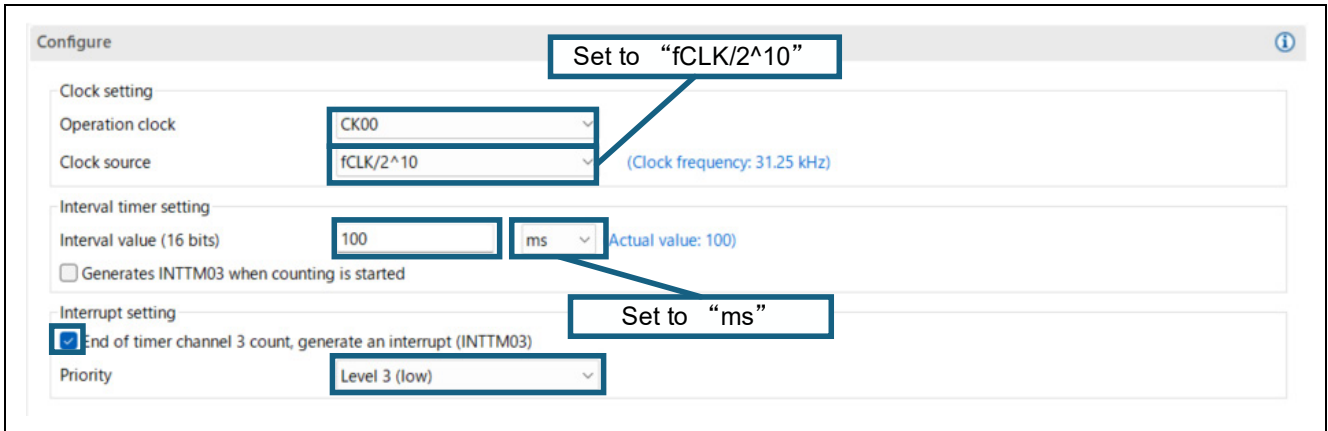 Configure
Set to “fCLK/2^10”
Clock setting
Operation clock CK00
Clock source fCLK/2^10 (Clock frequency: 31.25 kHz)
Interval timer setting
Interval value (16 bits) 100 ms Actual value: 100)
Generates INTTM03 when counting is started
Interrupt setting
Set to “ms”
End of timer channel 3 count, generate an interrupt (INTTM03)
Priority Level 3 (low)